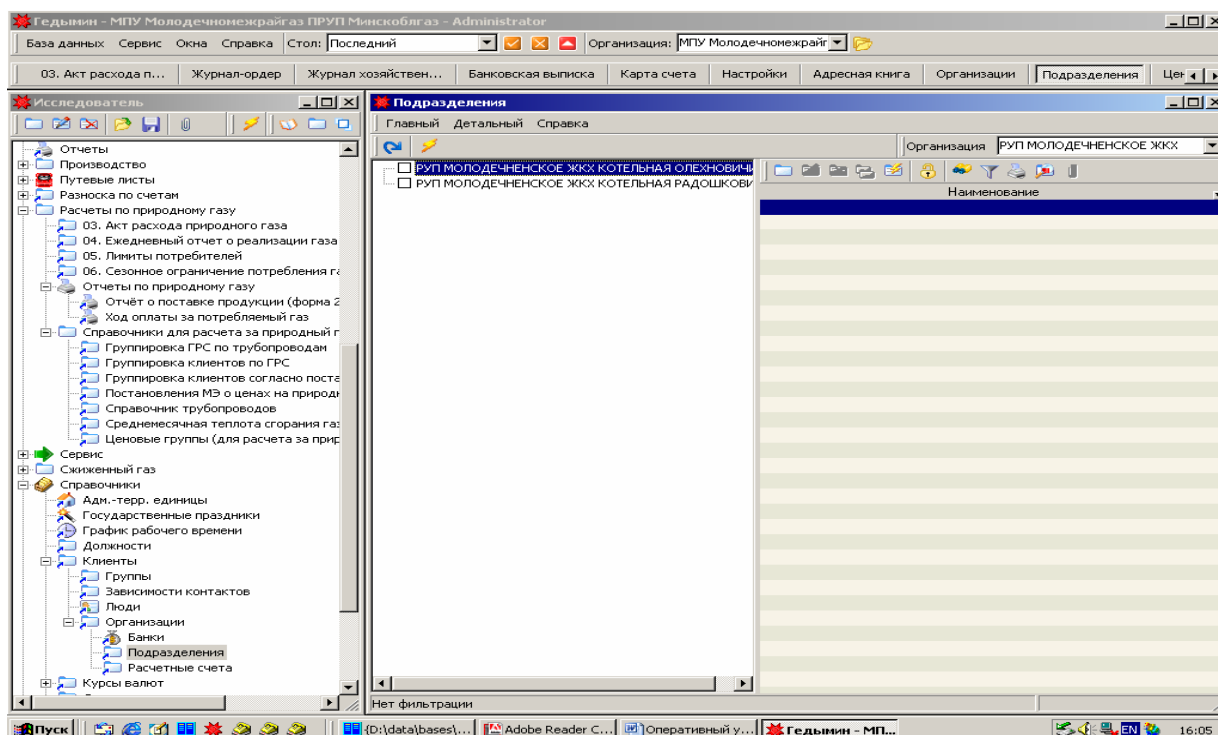 Гедымин - МПУ Молодечномежрайгаз ПРУП Минскоблгаз - Administrator
База данных Сервис Окна Справка Стол: Последний Организация: МПУ Молодечномежрайг
03. Акт расхода п... Журнал-ордер Журнал хозяйствен... Банковская выписка Карта счета Настройки Адресная книга Организации Подразделения Цен
Исследователь
Отчеты
Производство
Путевые листы
Разноска по счетам
Расчеты по природному газу
03. Акт расхода природного газа
04. Ежедневный отчет о реализации газа
05. Лимиты потребителей
06. Сезонное ограничение потребления га
Отчеты по природному газу
Отчёт о поставке продукции (форма 2
Ход оплаты за потребляемый газ
Справочники для расчета за природный г
Группировка ГРС по трубопроводам
Группировка клиентов по ГРС
Группировка клиентов согласно поста
Постановления МЭ о ценах на природн
Справочник трубопроводов
Среднемесячная теплота сгорания газ
Ценовые группы (для расчета за прир
Сервис
Сжиженный газ
Справочники
Адм.-терр. единицы
Государственные праздники
График рабочего времени
Должности
Клиенты
Группы
Зависимости контактов
Люди
Организации
Банки
Подразделения
Расчетные счета
Курсы валют
Подразделения
Главный Детальный Справка
Организация РУП МОЛОДЕЧНЕНСКОЕ ЖКХ
РУП МОЛОДЕЧНЕНСКОЕ ЖКХ КОТЕЛЬНАЯ ОЛЕХНОВИЧИ
РУП МОЛОДЕЧНЕНСКОЕ ЖКХ КОТЕЛЬНАЯ РАДОШКОВИ
Наименование
Нет фильтрации
Пуск {D:\data\bases\... Adobe Reader C... Оперативный у... Гедымин - МП... EN 16:05